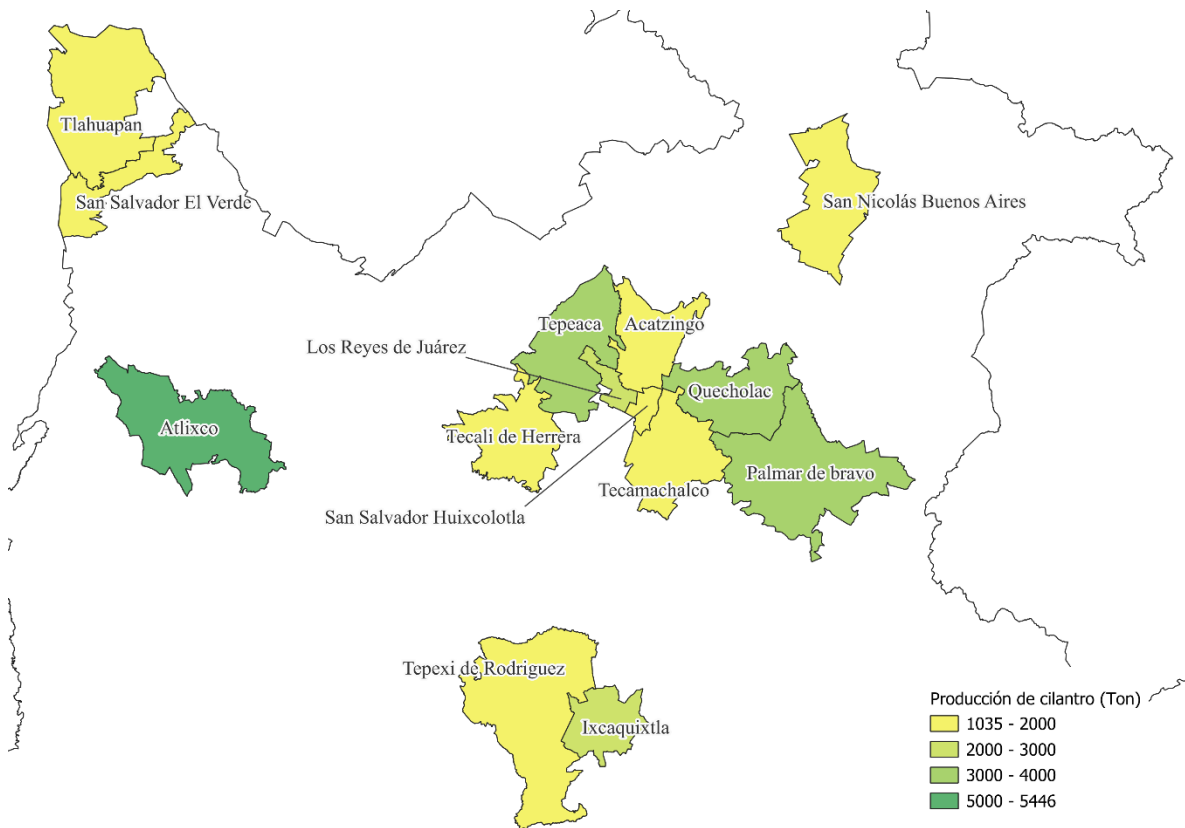 Tlahuapan
San Salvador El Verde
San Nicolás Buenos Aires
Tepeaca
Acatzingo
Los Reyes de Juárez
Quecholac
Atlixco
Tecali de Herrera
Palmar de bravo
Tecamachalco
San Salvador Huixcolotla
Tepexi de Rodriguez
Ixcaquixtla
Producción de cilantro (Ton)
1035 - 2000
2000 - 3000
3000 - 4000
5000 - 5446